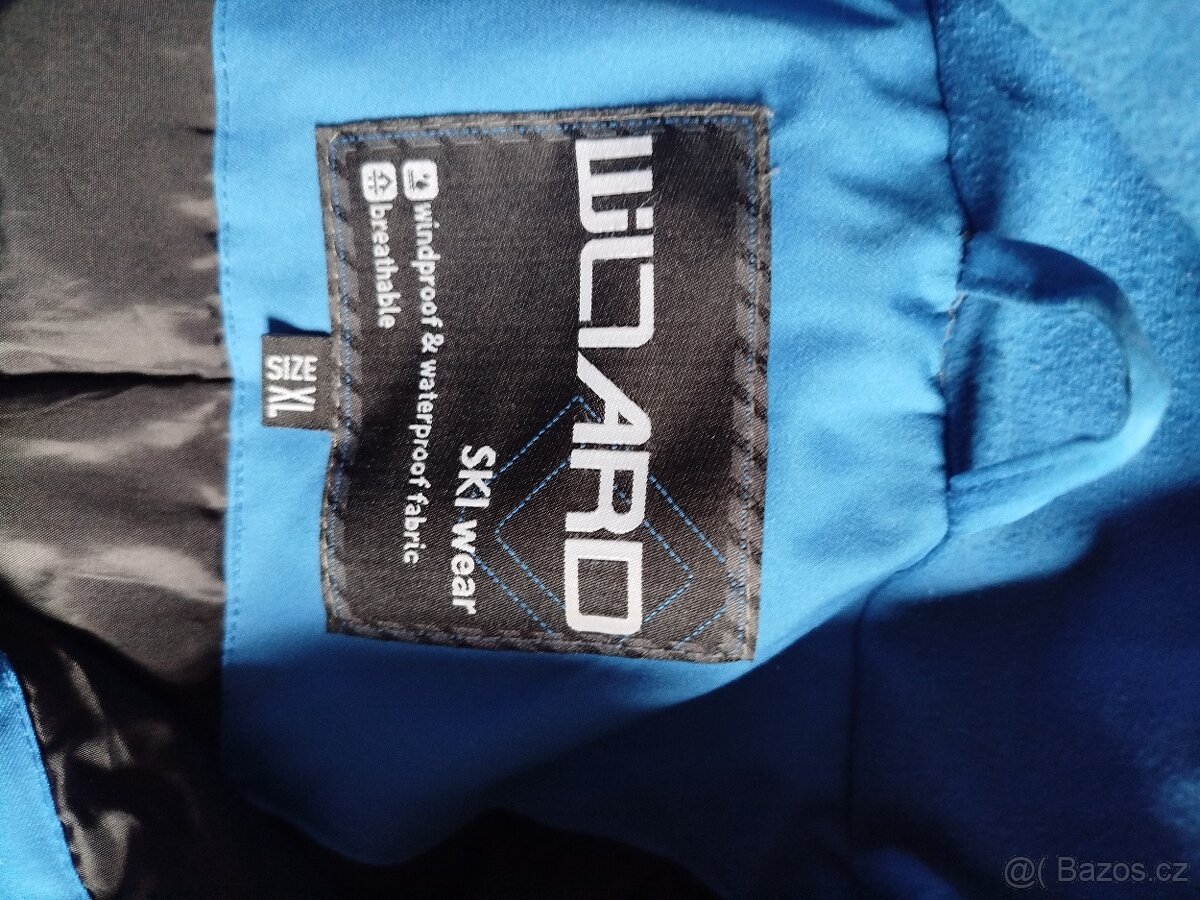 WILLARD
SKI wear
windproof & waterproof fabric
breathable
SIZE
XL
@( Bazos.cz